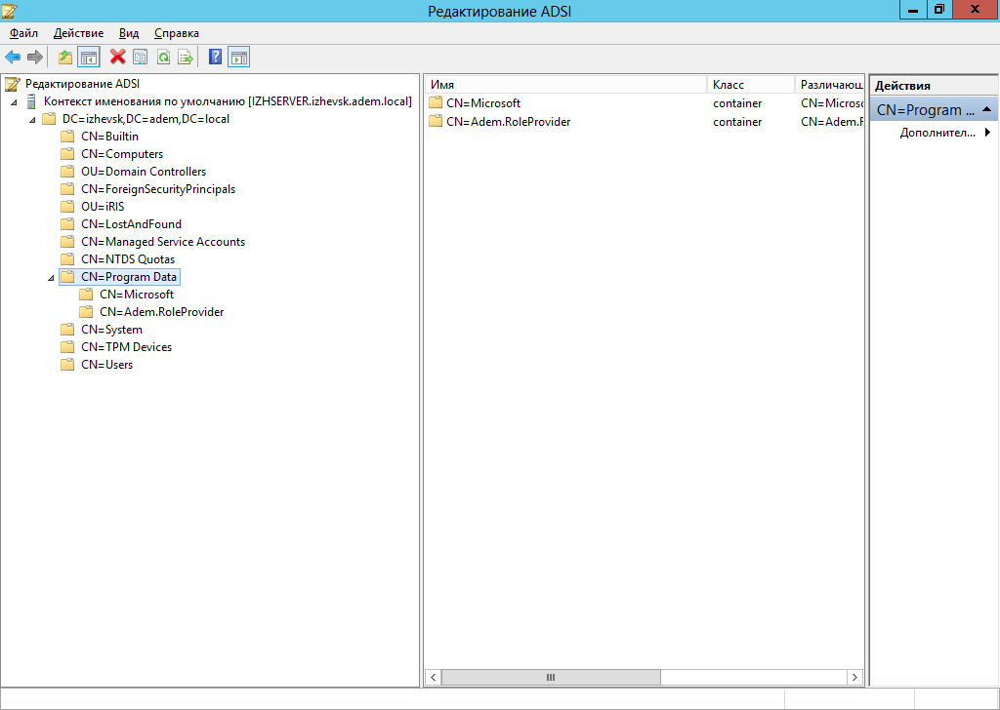 Редактирование ADSI
Файл Действие Вид Справка
Редактирование ADSI
Контекст именования по умолчанию [IZHSERVER.izhevsk.adem.local]
DC=izhevsk,DC=adem,DC=local
CN=Builtin
CN=Computers
OU=Domain Controllers
CN=ForeignSecurityPrincipals
OU=iRIS
CN=LostAndFound
CN=Managed Service Accounts
CN=NTDS Quotas
CN=Program Data
CN=Microsoft
CN=Adem.RoleProvider
CN=System
CN=TPM Devices
CN=Users
Имя Класс Различающ
CN=Microsoft container CN=Microsc
CN=Adem.RoleProvider container CN=Adem.F
Действия
CN=Program ...
Дополнител...